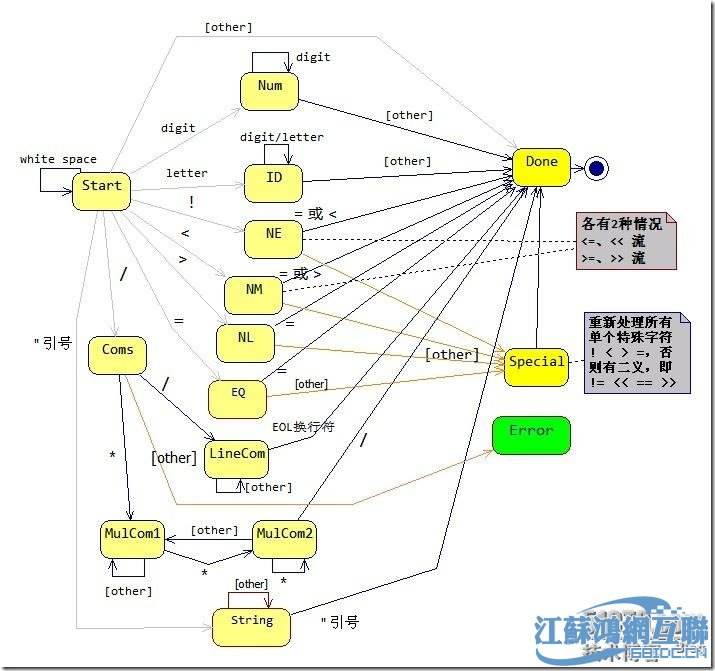 [other]
digit
Num
digit
[other]
digit/letter
[other]
Done
white space
letter
ID
Start
!
= 或 <
NE
各有2种情况
<=、<< 流
>=、>> 流
<
>
= 或 >
NM
/
=
=
重新处理所有
单个特殊字符
! < > =，否
则有二义，即
!= << == >>
"引号
Coms
NL
[other]
Special
=
[other]
EQ
/
EOL换行符
Error
/
*
[other]
LineCom
[other]
MulCom1
[other]
MulCom2
*
*
[other]
[other]
String
"引号
江蘇鴻網互聯
技术博客